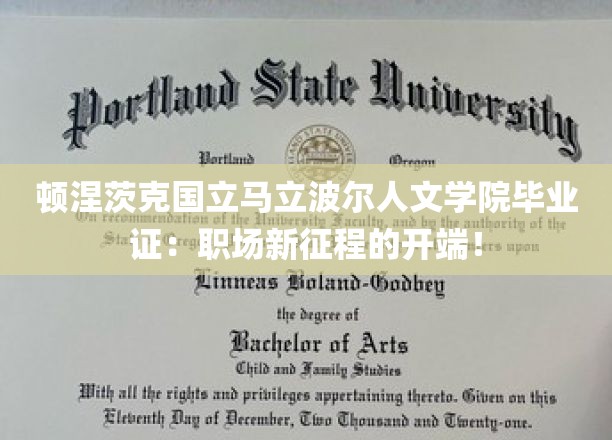 Portland State University
Portland Oregon
顿涅茨克国立马立波尔人文学院毕业
证：职场新征程的开端！
of the University Faculty, and by the authority of
upon
Linneas Boland-Godbey
the degree of
Bachelor of Arts
Child and Family Studies
With all the rights and privileges appertaining thereto. Given on this
Eleventh Day of December, Two Thousand and Twenty-one.